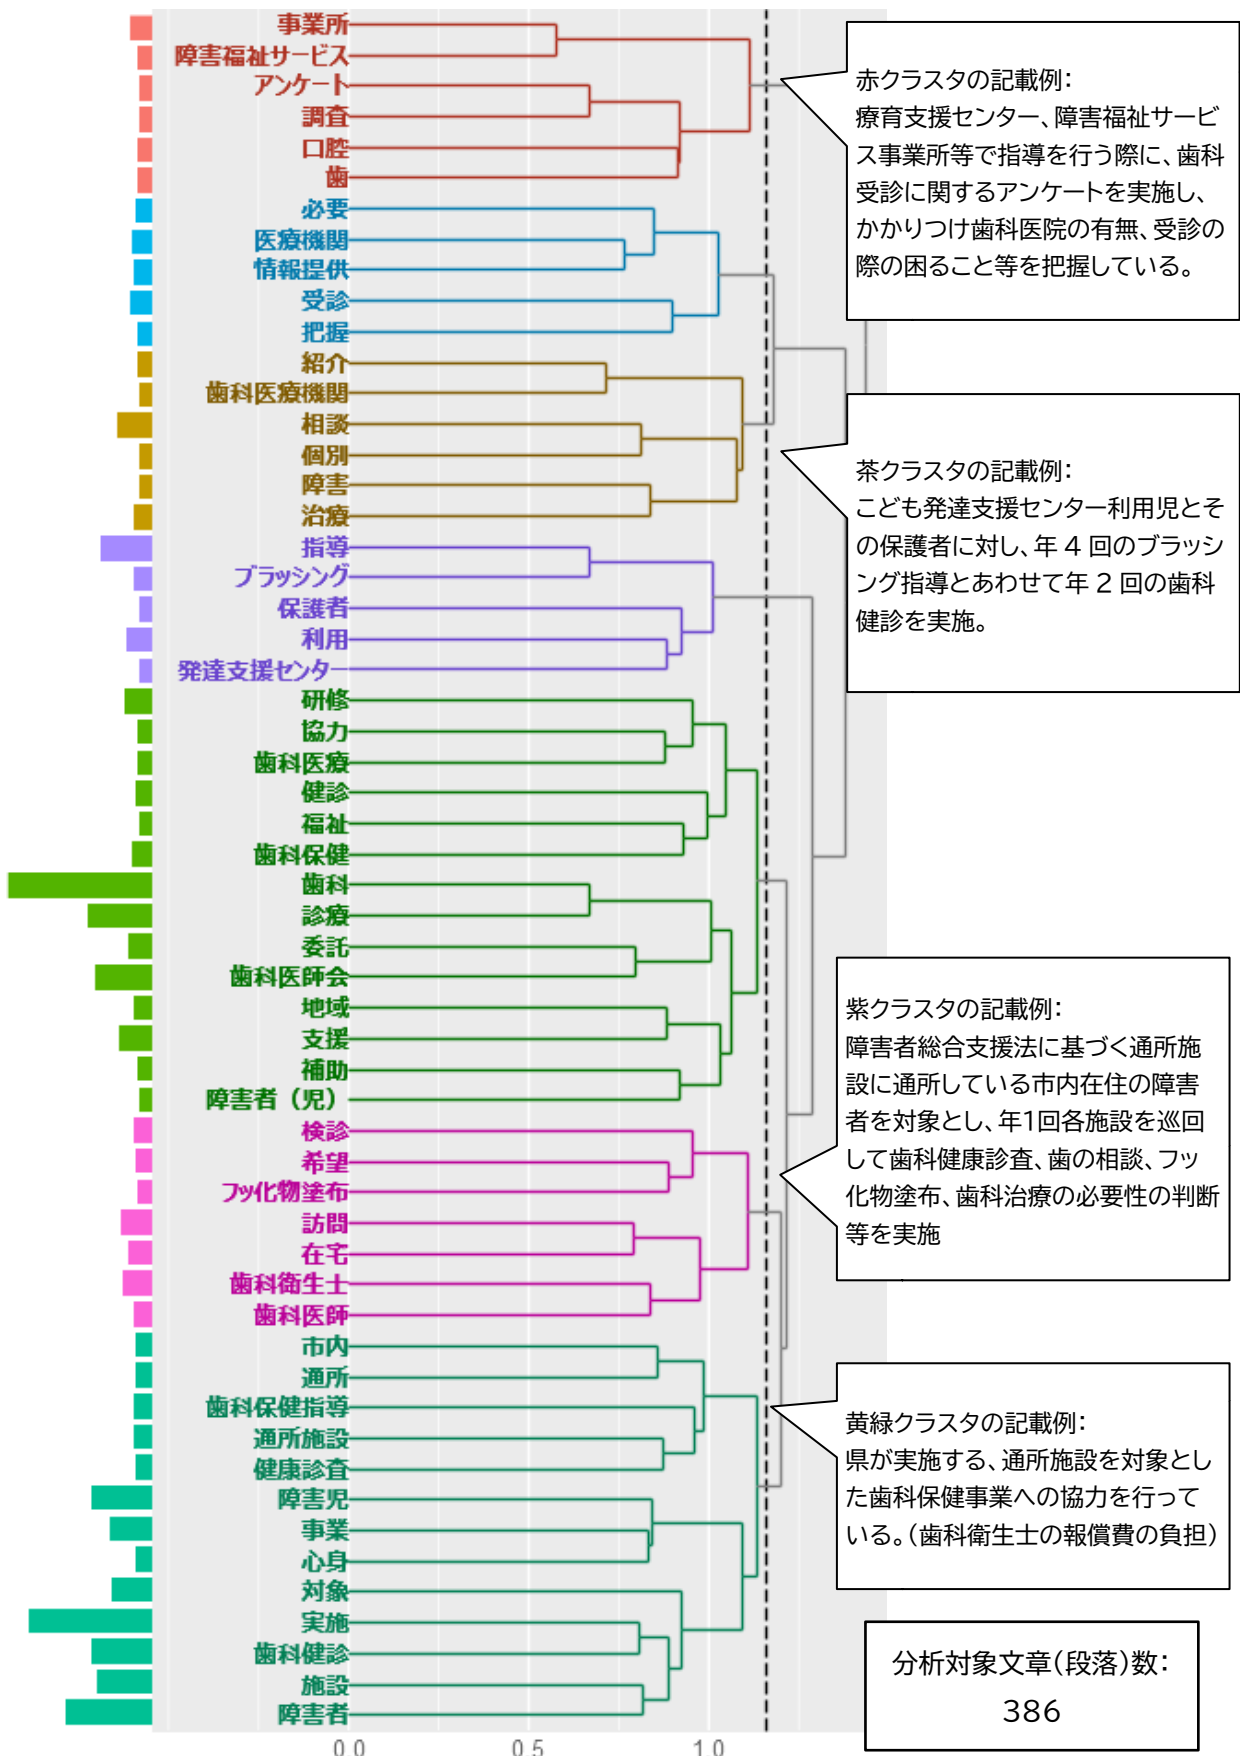 事業所
障害福祉サービス
アンケート
調査
口腔
歯
必要
医療機関
情報提供
受診
把握
紹介
歯科医療機関
相談
個別
障害
治療
指導
ブラッシング
保護者
利用
発達支援センター
研修
協力
歯科医療
健診
福祉
歯科保健
歯科
診療
委託
歯科医師会
地域
支援
補助
障害者（児）
検診
希望
フッ化物塗布
訪問
在宅
歯科衛生士
歯科医師
市内
通所
歯科保健指導
通所施設
健康診査
障害児
事業
心身
対象
実施
歯科健診
施設
障害者
0.0 0.5 1.0
赤クラスタの記載例：
療育支援センター、障害福祉サービ
ス事業所等で指導を行う際に、歯科
受診に関するアンケートを実施し、
かかりつけ歯科医院の有無、受診の
際の困ること等を把握している。
茶クラスタの記載例：
こども発達支援センター利用児とそ
の保護者に対し、年 4 回のブラッシ
ング指導とあわせて年 2 回の歯科
健診を実施。
紫クラスタの記載例：
障害者総合支援法に基づく通所施
設に通所している市内在住の障害
者を対象とし、年1回各施設を巡回
して歯科健康診査、歯の相談、フッ
化物塗布、歯科治療の必要性の判断
等を実施
黄緑クラスタの記載例：
県が実施する、通所施設を対象とし
た歯科保健事業への協力を行って
いる。（歯科衛生士の報償費の負担）
分析対象文章（段落）数：
386